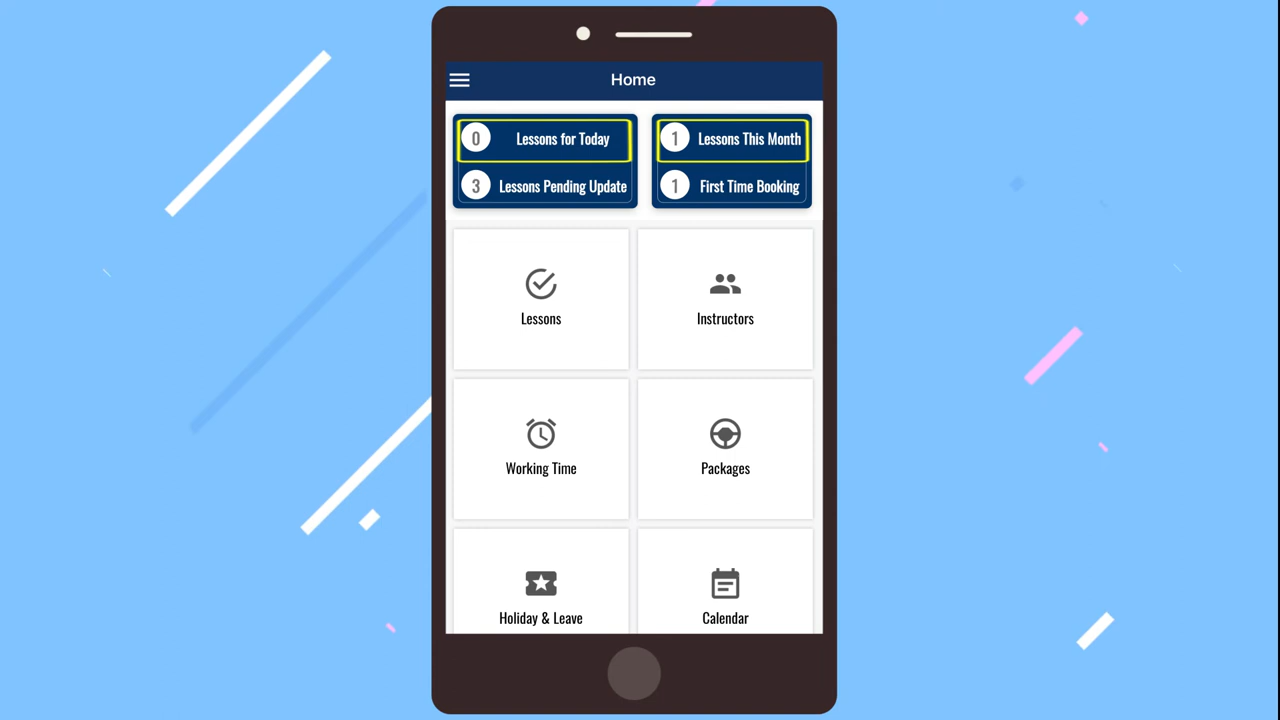 Home
0 Lessons for Today
3 Lessons Pending Update
1 Lessons This Month
1 First Time Booking
Lessons
Instructors
Working Time
Packages
Holiday & Leave
Calendar